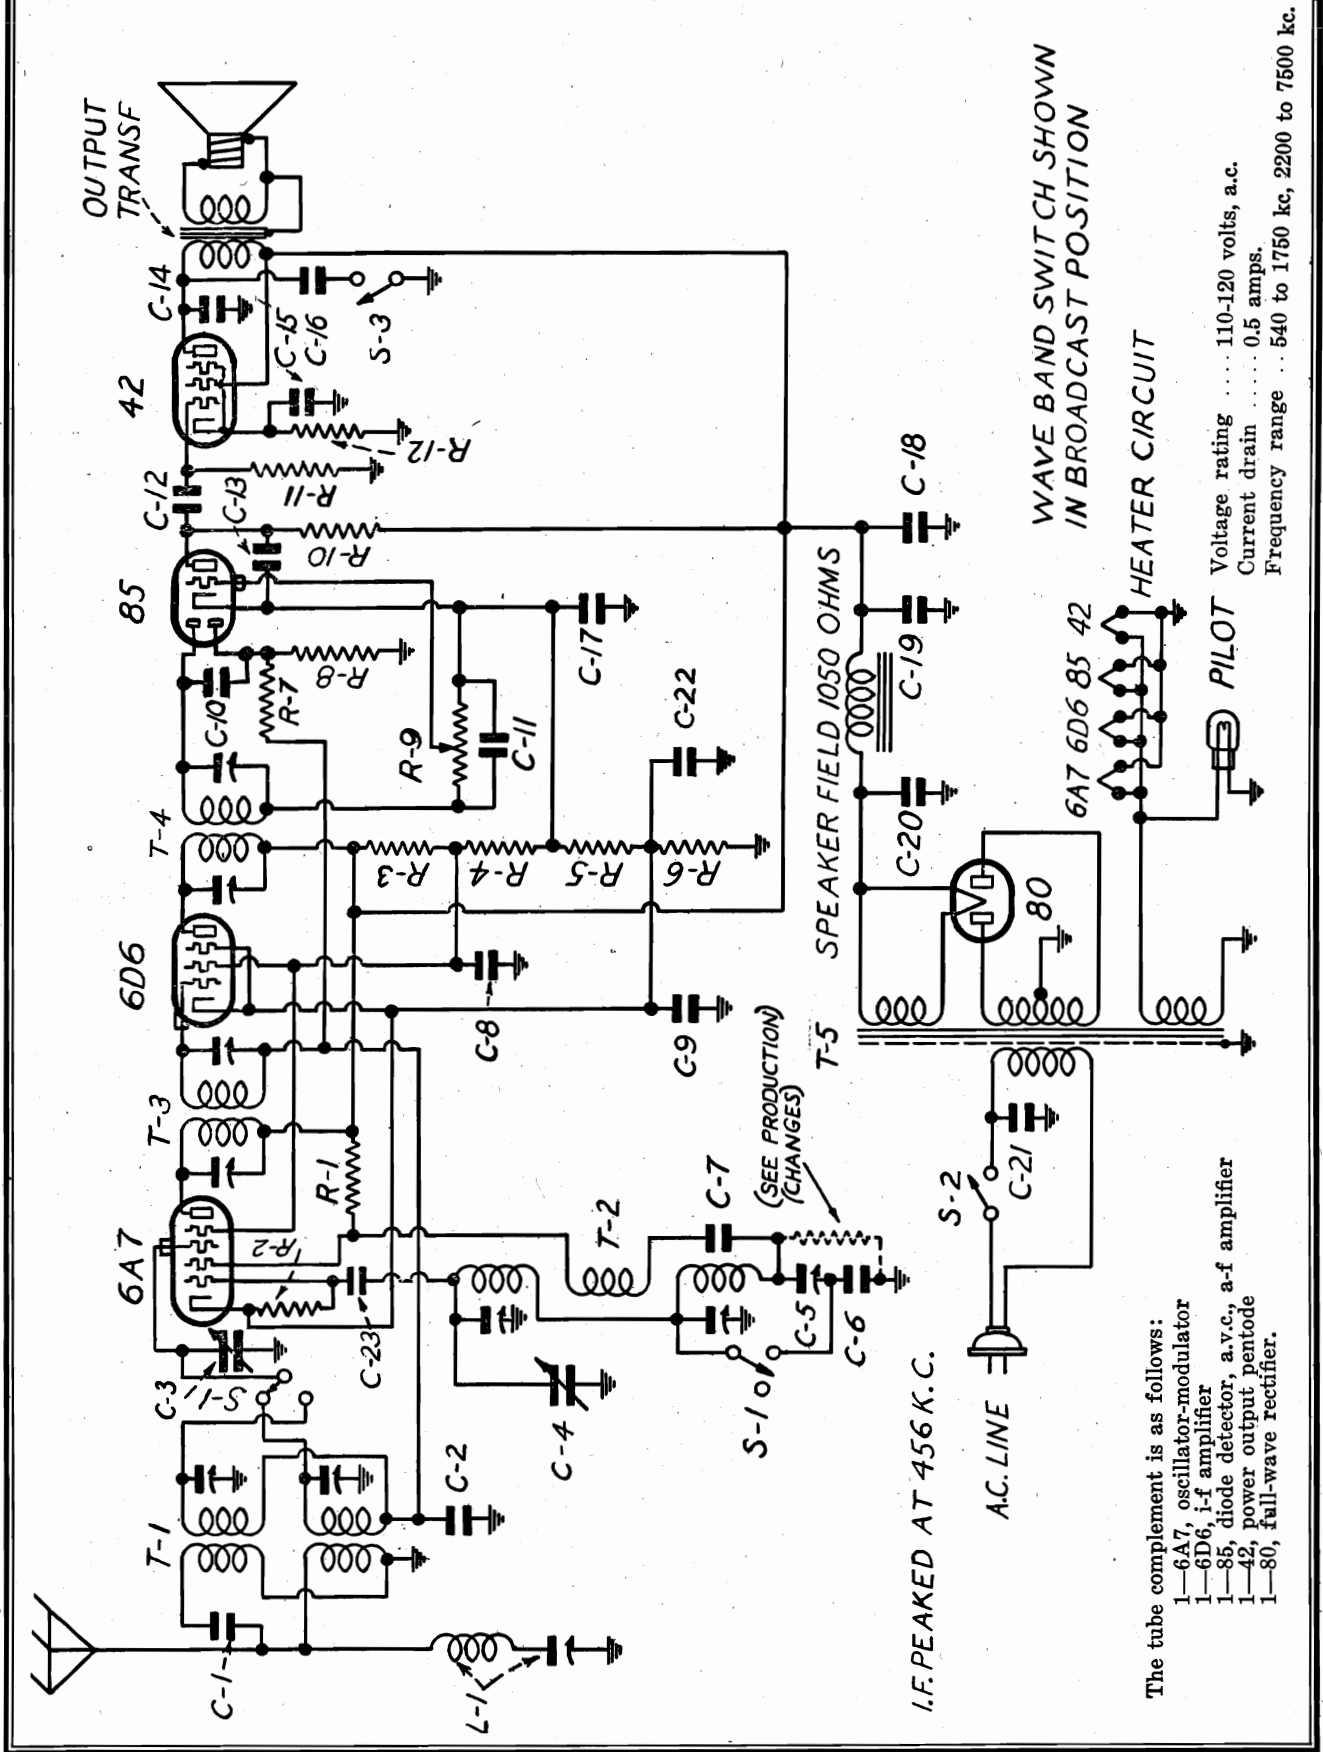 OUTPUT
TRANSF
T-1
C-1
L-1
C-2
C-3
S-1
6A7
R-2
C-23
R-1
T-3
6D6
T-4
C-10
R-7
R-8
85
C-12
C-13
R-10
R-11
42
R-12
C-14
C-15
C-16
S-3
C-4
S-1
C-5
C-6
T-2
C-7
(SEE PRODUCTION)
(CHANGES)
C-8
C-9
R-3
R-4
R-5
R-6
R-9
C-11
C-17
C-22
I.F. PEAKED AT 456 K.C.
A.C. LINE
S-2
C-21
T-5
80
SPEAKER FIELD 1050 OHMS
C-20
C-19
C-18
6A7 6D6 85 42
HEATER CIRCUIT
PILOT
WAVE BAND SWITCH SHOWN
IN BROADCAST POSITION
The tube complement is as follows:
1—6A7, oscillator-modulator
1—6D6, i-f amplifier
1—85, diode detector, a.v.c., a-f amplifier
1—42, power output pentode
1—80, full-wave rectifier.
Voltage rating ..... 110-120 volts, a.c.
Current drain ..... 0.5 amps.
Frequency range .. 540 to 1750 kc, 2200 to 7500 kc.